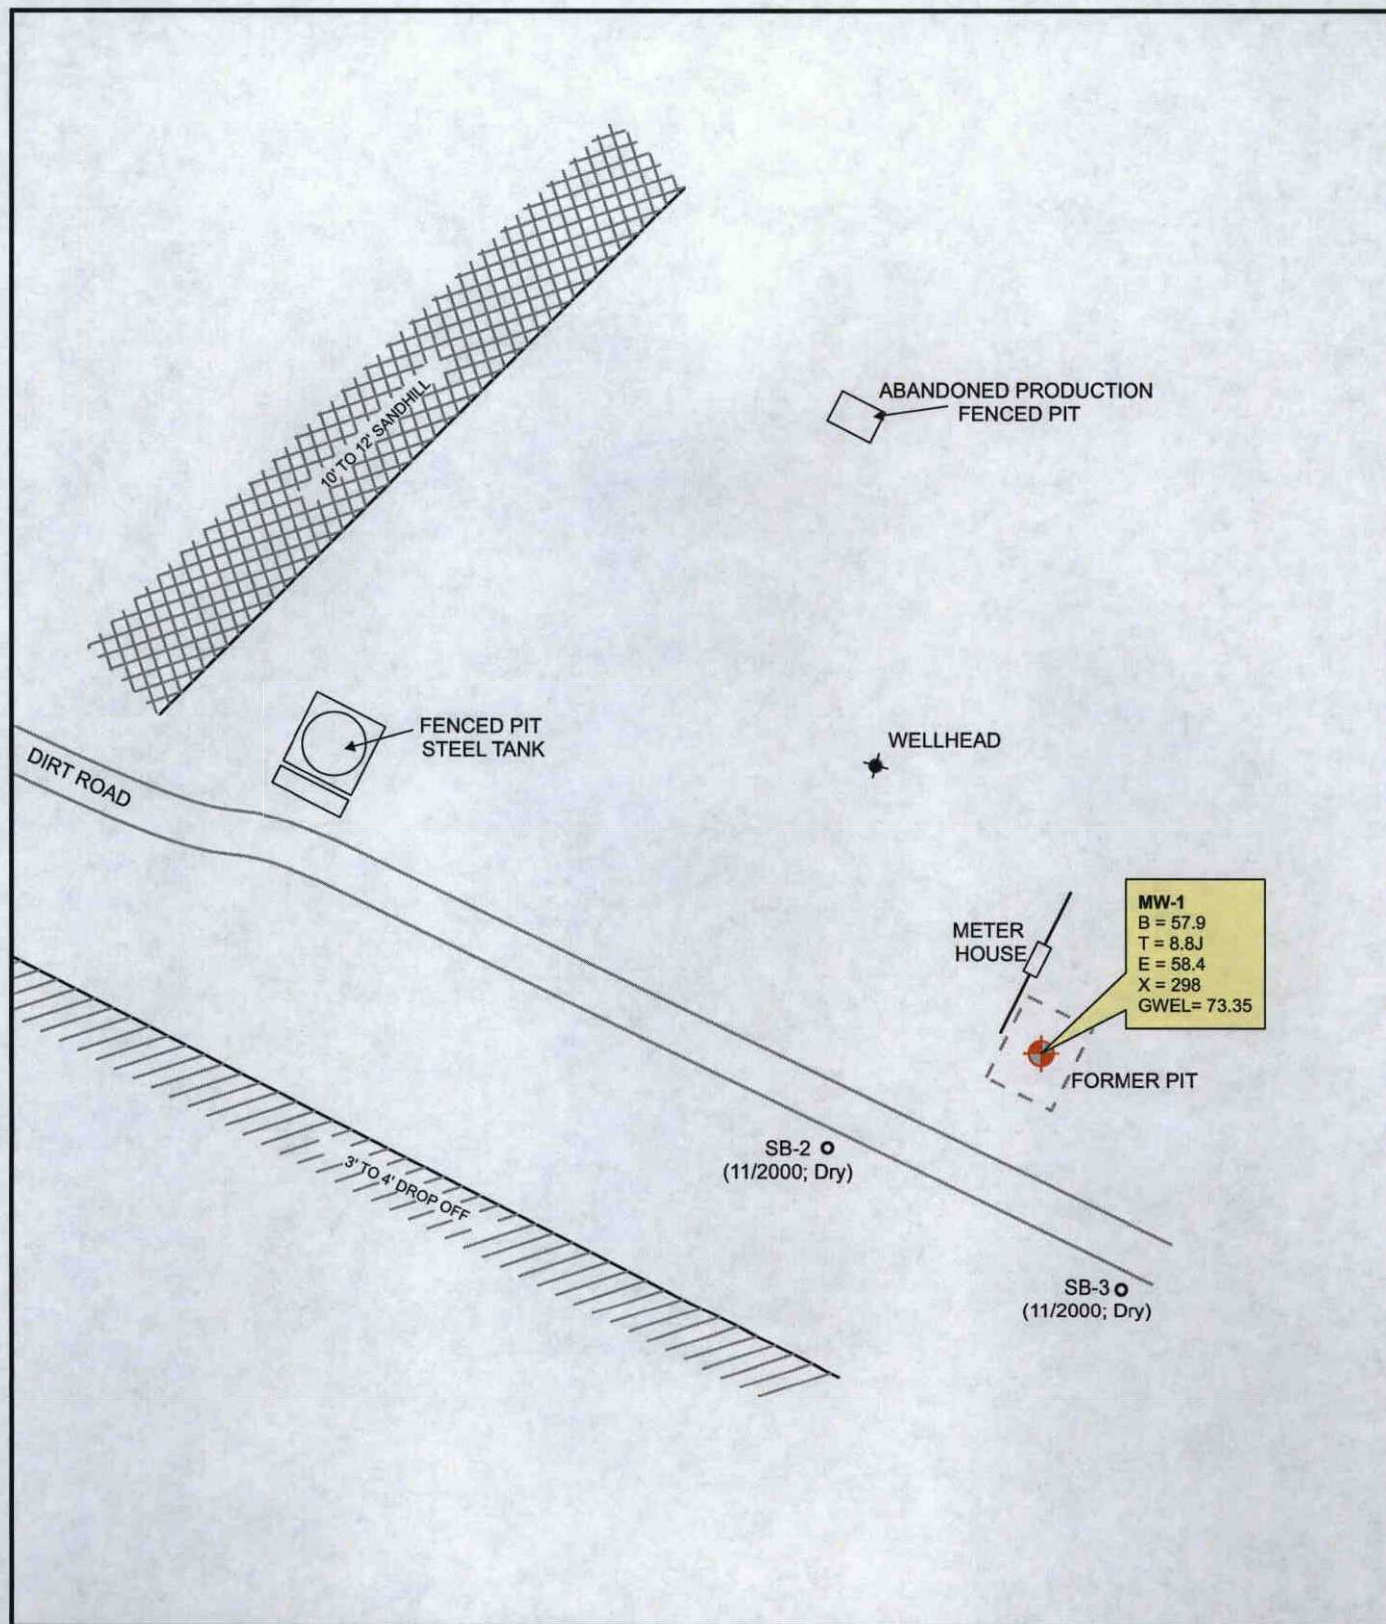 10' TO 12' SANDHILL
ABANDONED PRODUCTION
FENCED PIT
FENCED PIT
STEEL TANK
WELLHEAD
DIRT ROAD
MW-1
B = 57.9
T = 8.8J
E = 58.4
X = 298
GWEL= 73.35
METER
HOUSE
FORMER PIT
SB-2
(11/2000; Dry)
3' TO 4' DROP OFF
SB-3
(11/2000; Dry)